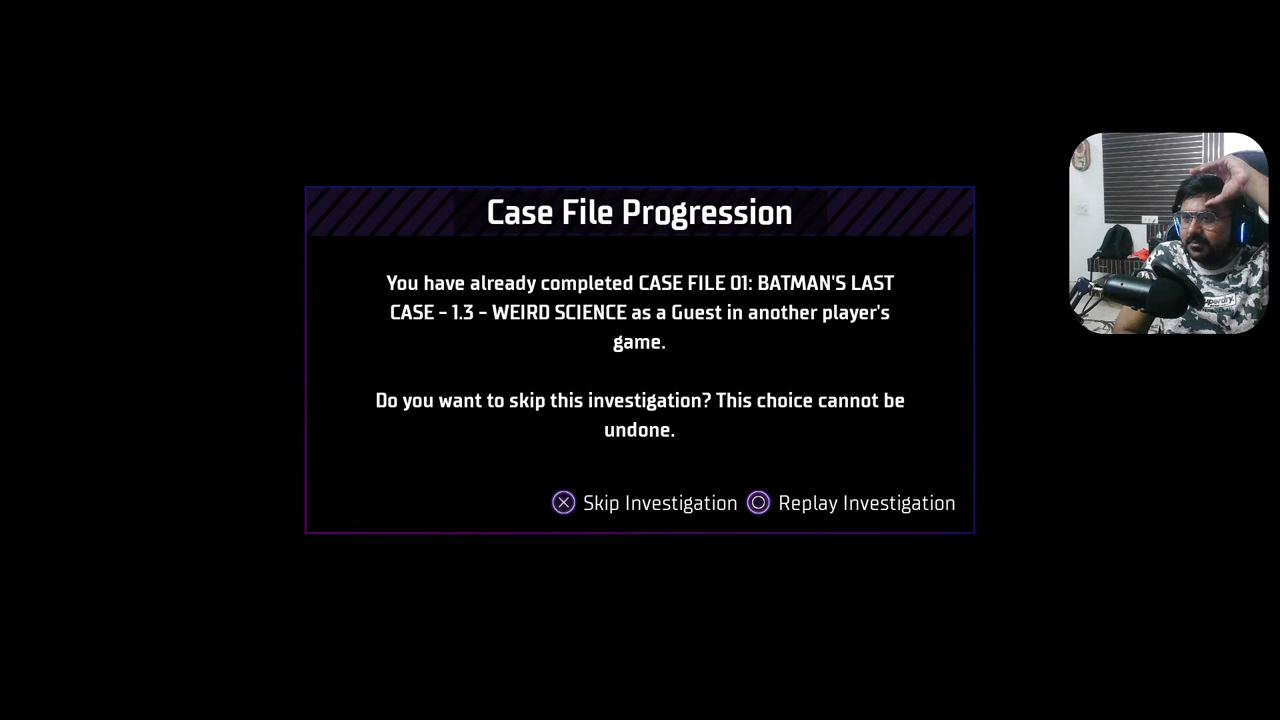 Case File Progression
You have already completed CASE FILE 01: BATMAN'S LAST
CASE - 1.3 - WEIRD SCIENCE as a Guest in another player's
game.
Do you want to skip this investigation? This choice cannot be
undone.
Skip Investigation Replay Investigation
Superdry